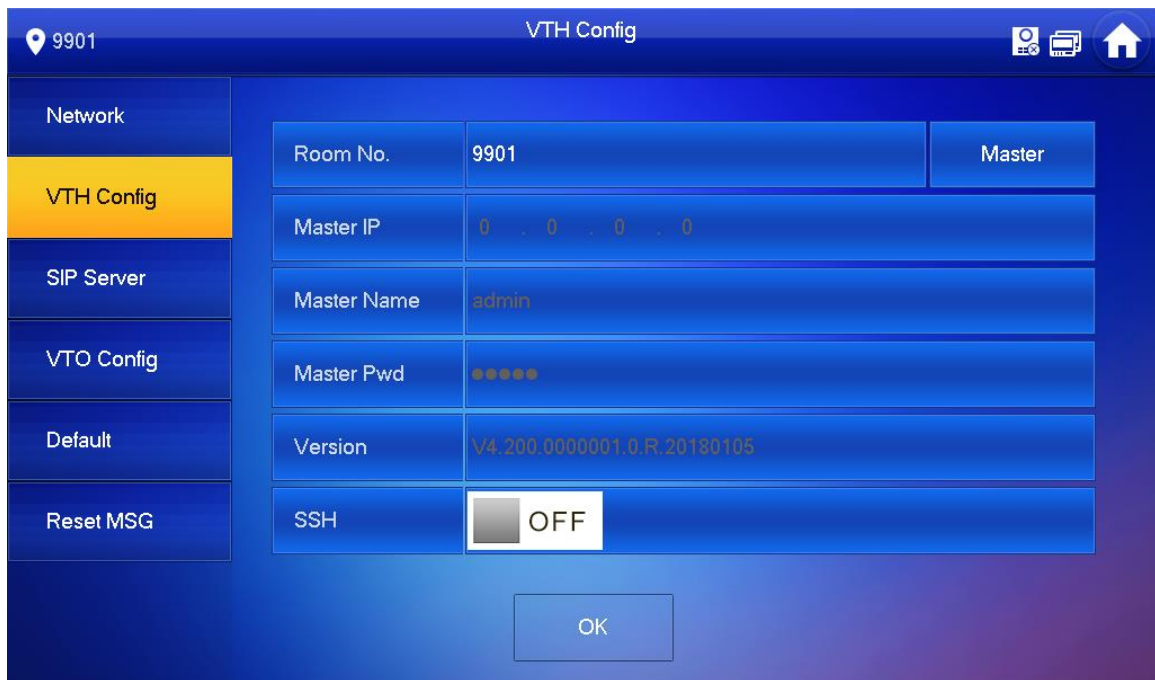 9901
VTH Config
Network
VTH Config
SIP Server
VTO Config
Default
Reset MSG
Room No. 9901 Master
Master IP 0 . 0 . 0 . 0
Master Name admin
Master Pwd ●●●●●
Version V4.200.0000001.0.R.20180105
SSH OFF
OK